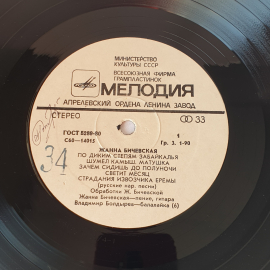 МИНИСТЕРСТВО
КУЛЬТУРЫ СССР
ВСЕСОЮЗНАЯ ФИРМА
ГРАМПЛАСТИНОК
МЕЛОДИЯ
АПРЕЛЕВСКИЙ ОРДЕНА ЛЕНИНА ЗАВОД
СТЕРЕО
33
ГОСТ 5289-80
1
С60—14015
Гр. 3. 1-90
34
ЖАННА БИЧЕВСКАЯ
ПО ДИКИМ СТЕПЯМ ЗАБАЙКАЛЬЯ
ШУМЕЛ КАМЫШ, МАТУШКА
ЗАЧЕМ СИДИШЬ ДО ПОЛУНОЧИ
СВЕТИТ МЕСЯЦ
СТРАДАНИЯ ИЗВОЗЧИКА ЕРЕМЫ
(русские нар. песни)
Обработки Ж. Бичевской
Жанна Бичевская—пение, гитара
Владимир Болдырев—балалайка (6)